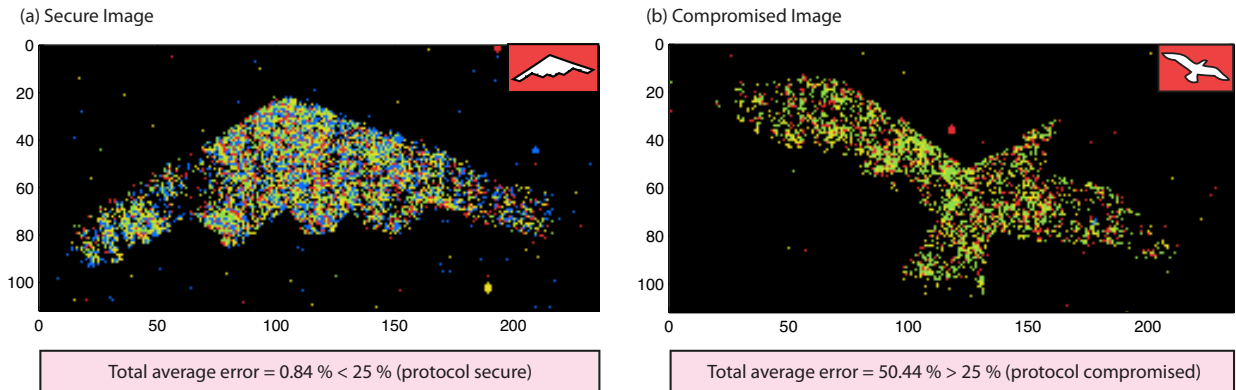 (a) Secure Image
0
20
40
60
80
100
0 50 100 150 200
Total average error = 0.84 % < 25 % (protocol secure)
(b) Compromised Image
0
20
40
60
80
100
0 50 100 150 200
Total average error = 50.44 % > 25 % (protocol compromised)